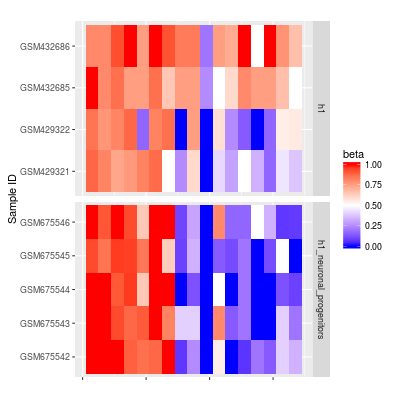 Sample ID
GSM432686
GSM432685
GSM429322
GSM429321
h1
GSM675546
GSM675545
GSM675544
GSM675543
GSM675542
h1_neuronal_progenitors
beta
1.00
0.75
0.50
0.25
0.00